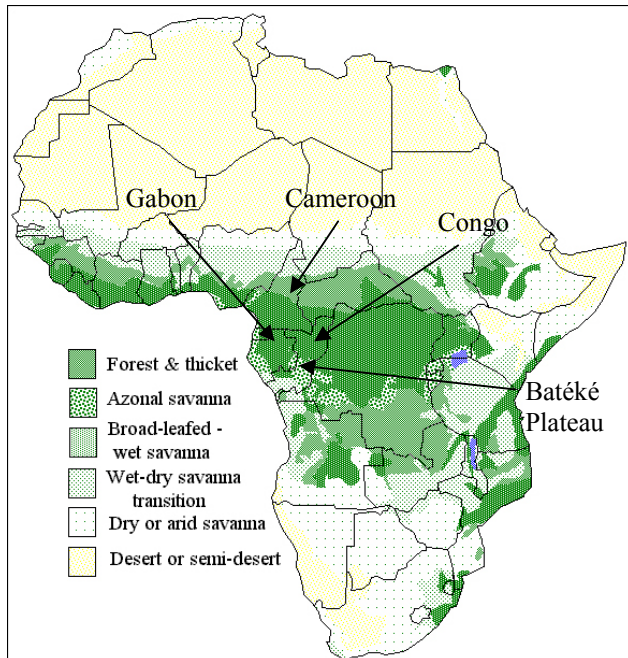 Gabon
Cameroon
Congo
Batéké
Plateau
Forest & thicket
Azonal savanna
Broad-leafed -
wet savanna
Wet-dry savanna
transition
Dry or arid savanna
Desert or semi-desert